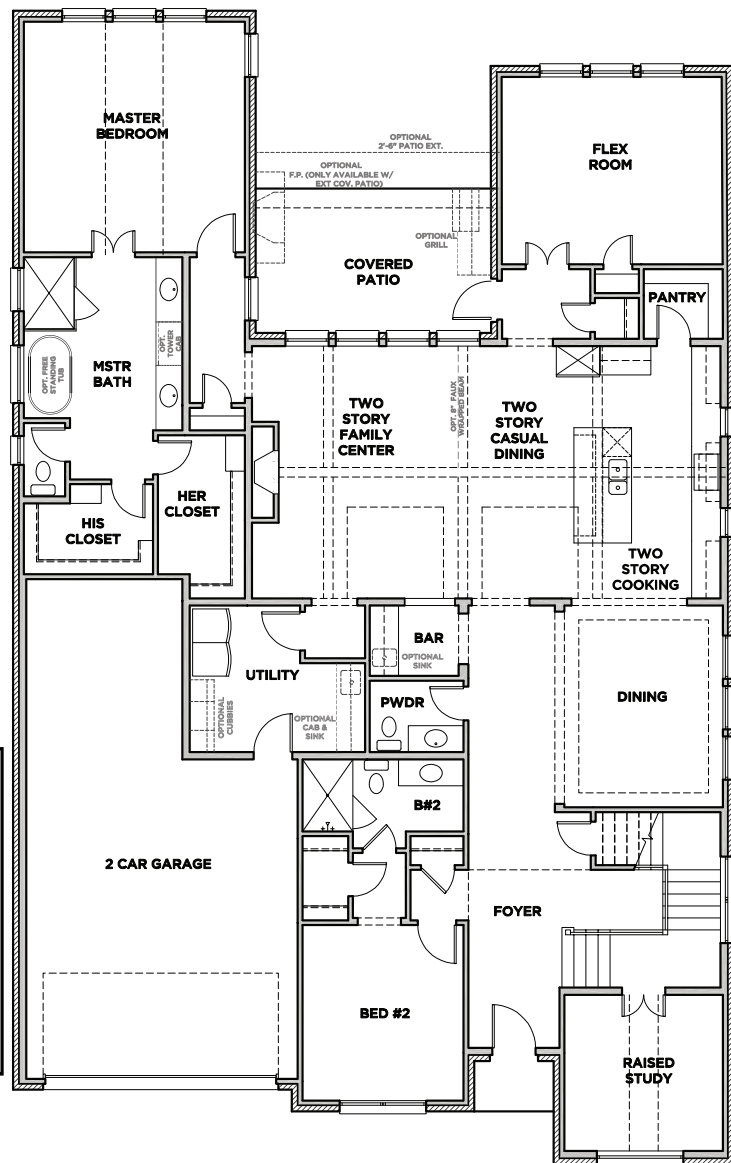 MASTER
BEDROOM
OPTIONAL
2'-6" PATIO EXT.
OPTIONAL
F.P. (ONLY AVAILABLE W/
EXT COV. PATIO)
FLEX
ROOM
OPTIONAL
GRILL
COVERED
PATIO
PANTRY
OPT.
TOWER
CAB
MSTR
BATH
OPT. FREE
STANDING
TUB
TWO
STORY
FAMILY
CENTER
OPT. 8" FAUX
WRAPPED BEAM
TWO
STORY
CASUAL
DINING
HER
CLOSET
HIS
CLOSET
TWO
STORY
COOKING
BAR
OPTIONAL
SINK
UTILITY
OPTIONAL
CUBBIES
OPTIONAL
CAB &
SINK
PWDR
DINING
B#2
2 CAR GARAGE
FOYER
BED #2
RAISED
STUDY